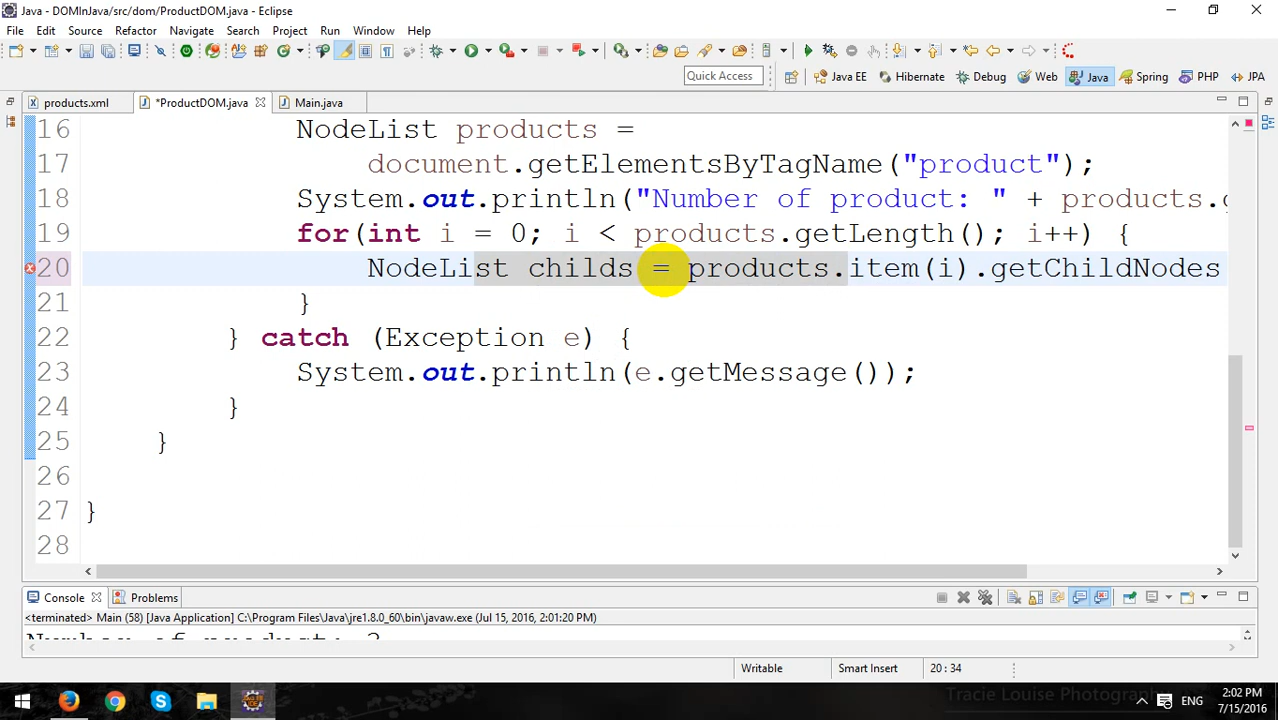 Java - DOMInJava/src/dom/ProductDOM.java - Eclipse
File Edit Source Refactor Navigate Search Project Run Window Help
Quick Access Java EE Hibernate Debug Web Java Spring PHP JPA
products.xml *ProductDOM.java Main.java
16 NodeList products =
17 document.getElementsByTagName("product");
18 System.out.println("Number of product: " + products.g
19 for(int i = 0; i < products.getLength(); i++) {
20 NodeList childs = products.item(i).getChildNodes
21 }
22 } catch (Exception e) {
23 System.out.println(e.getMessage());
24 }
25 }
26
27 }
28
Console Problems
<terminated> Main (58) [Java Application] C:\Program Files\Java\jre1.8.0_60\bin\javaw.exe (Jul 15, 2016, 2:01:20 PM)
Writable Smart Insert 20 : 34
Tracie Louise Photography
ENG
2:02 PM
7/15/2016